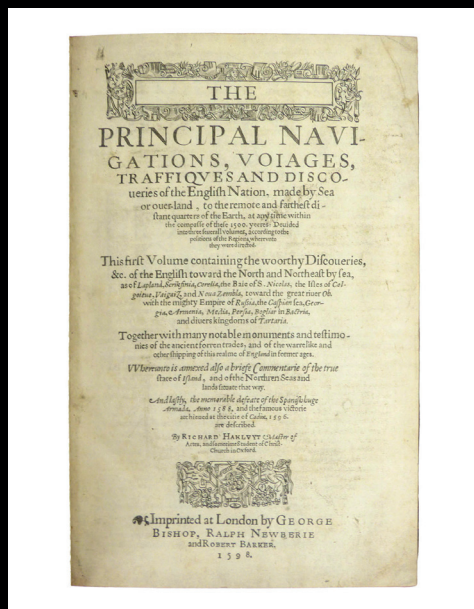 THE
PRINCIPAL NAVI-
GATIONS, VOIAGES,
TRAFFIQVES AND DISCO-
ueries of the Engliſh Nation, made by Sea
or ouer-land, to the remote and fartheſt di-
ſtant quarters of the Earth, at any time within
the compaſſe of theſe 1500. yeeres: Deuided
into three ſeuerall Volumes, according to the
poſitions of the Regions, whereunto
they were directed.
This firſt Volume containing the woorthy Diſcoueries,
&c. of the Engliſh toward the North and Northeaſt by ſea,
as of Lapland, Scrikfinia, Corelia, the Baie of S. Nicolas, the Iſles of Col-
goieue, Vaigatz, and Noua Zembla, toward the great riuer Ob,
with the mighty Empire of Ruſſia, the Caſpian ſea, Geor-
gia, Armenia, Media, Perſia, Boghar in Bactria,
and diuers kingdoms of Tartaria.
Together with many notable monuments and teſtimo-
nies of the ancient forren trades, and of the warrelike and
other ſhipping of this realme of England in former ages.
VVhereunto is annexed alſo a briefe Commentarie of the true
ſtate of Iſland, and of the Northren Seas and
lands ſituate that way.
And laſtly, the memorable defeate of the Spaniſh huge
Armada, Anno 1588, and the famous victorie
atchieued at the citie of Cadiz, 1596.
are deſcribed.
By RICHARD HAKLVYT Maſter of
Artes, and ſometime Student of Chriſt-
Church in Oxford.
Imprinted at London by GEORGE
BISHOP, RALPH NEWBERIE
and ROBERT BARKER.
1598.